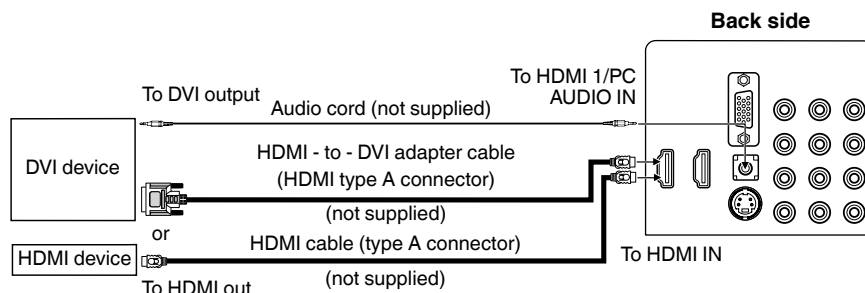 Back side
To HDMI 1/PC
AUDIO IN
To DVI output
Audio cord (not supplied)
DVI device
HDMI - to - DVI adapter cable
(HDMI type A connector)
(not supplied)
or
HDMI cable (type A connector)
To HDMI IN
HDMI device
(not supplied)
To HDMI out